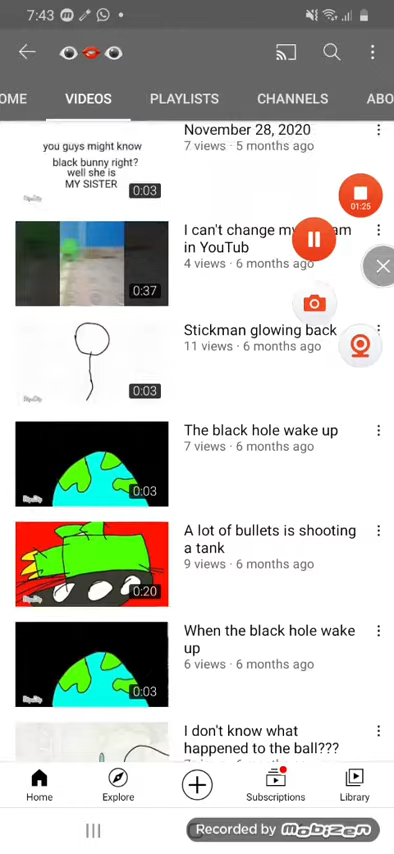 7:43
OME VIDEOS PLAYLISTS CHANNELS ABO
you guys might know
black bunny right?
well she is
MY SISTER
0:03
November 28, 2020
7 views · 5 months ago
01:25
0:37
I can't change my am
in YouTub
4 views · 6 months ago
0:03
Stickman glowing back
11 views · 6 months ago
0:03
The black hole wake up
7 views · 6 months ago
0:20
A lot of bullets is shooting
a tank
9 views · 6 months ago
0:03
When the black hole wake
up
6 views · 6 months ago
I don't know what
happened to the ball???
Home Explore Subscriptions Library
Recorded by mobizen